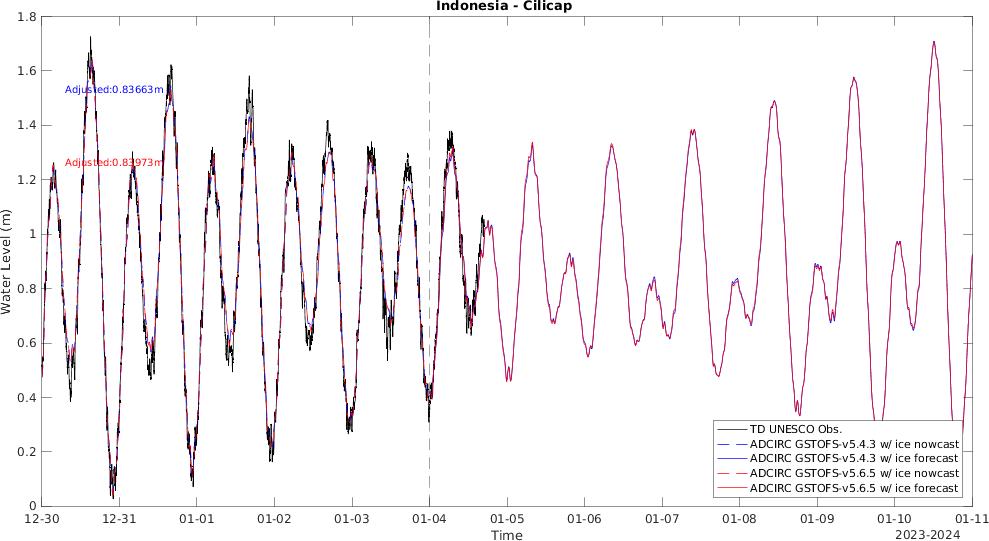 Indonesia - Cilicap
1.8
1.6
1.4
1.2
1
0.8
0.6
0.4
0.2
0
Water Level (m)
Adjusted:0.83663m
Adjusted:0.83973m
TD UNESCO Obs.
ADCIRC GSTOFS-v5.4.3 w/ ice nowcast
ADCIRC GSTOFS-v5.4.3 w/ ice forecast
ADCIRC GSTOFS-v5.6.5 w/ ice nowcast
ADCIRC GSTOFS-v5.6.5 w/ ice forecast
12-30 12-31 01-01 01-02 01-03 01-04 01-05 01-06 01-07 01-08 01-09 01-10 01-11
Time
2023-2024